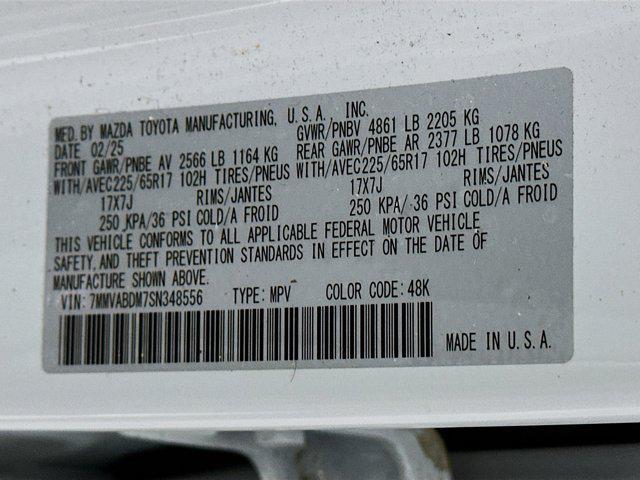 MFD. BY MAZDA TOYOTA MANUFACTURING, U.S.A., INC.
DATE 02/25 GVWR/PNBV 4861 LB 2205 KG
FRONT GAWR/PNBE AV 2566 LB 1164 KG REAR GAWR/PNBE AR 2377 LB 1078 KG
WITH/AVEC225/65R17 102H TIRES/PNEUS WITH/AVEC225/65R17 102H TIRES/PNEUS
17X7J RIMS/JANTES 17X7J RIMS/JANTES
250 KPA/36 PSI COLD/A FROID 250 KPA/ 36 PSI COLD/A FROID
THIS VEHICLE CONFORMS TO ALL APPLICABLE FEDERAL MOTOR VEHICLE
SAFETY, AND THEFT PREVENTION STANDARDS IN EFFECT ON THE DATE OF
MANUFACTURE SHOWN ABOVE.
VIN: 7MMVABDM7SN348556 TYPE: MPV COLOR CODE: 48K
MADE IN U.S.A.